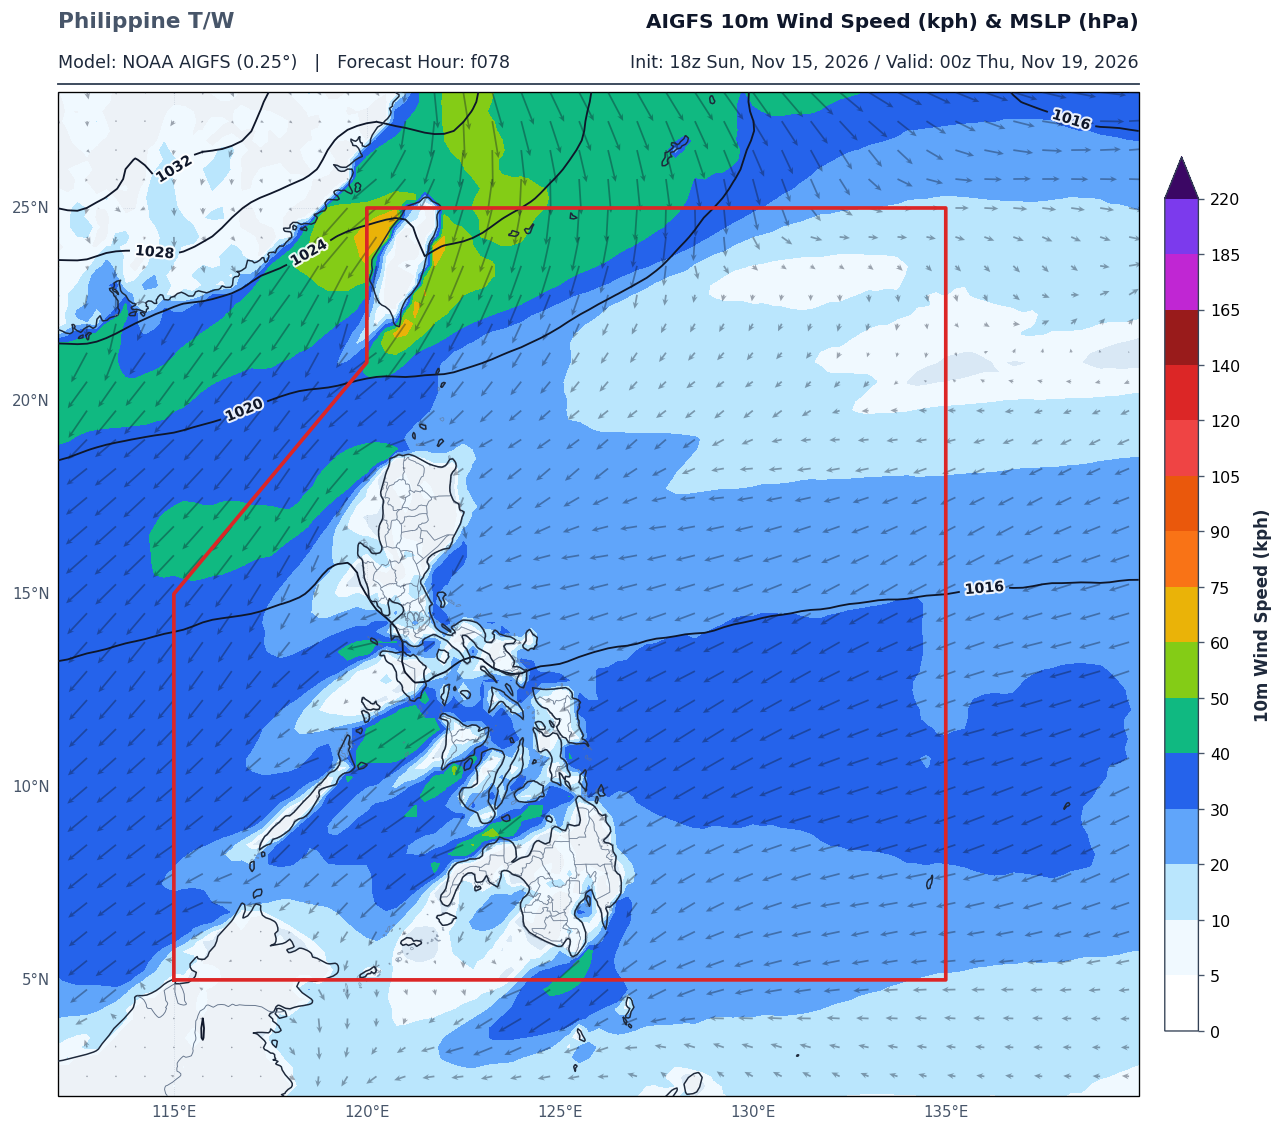 Philippine T/W
AIGFS 10m Wind Speed (kph) & MSLP (hPa)
Model: NOAA AIGFS (0.25°) | Forecast Hour: f078
Init: 18z Sun, Nov 15, 2026 / Valid: 00z Thu, Nov 19, 2026
1016
1032
1028
1024
1020
1016
25°N
20°N
15°N
10°N
5°N
115°E
120°E
125°E
130°E
135°E
220
185
165
140
120
105
90
75
60
50
40
30
20
10
5
0
10m Wind Speed (kph)